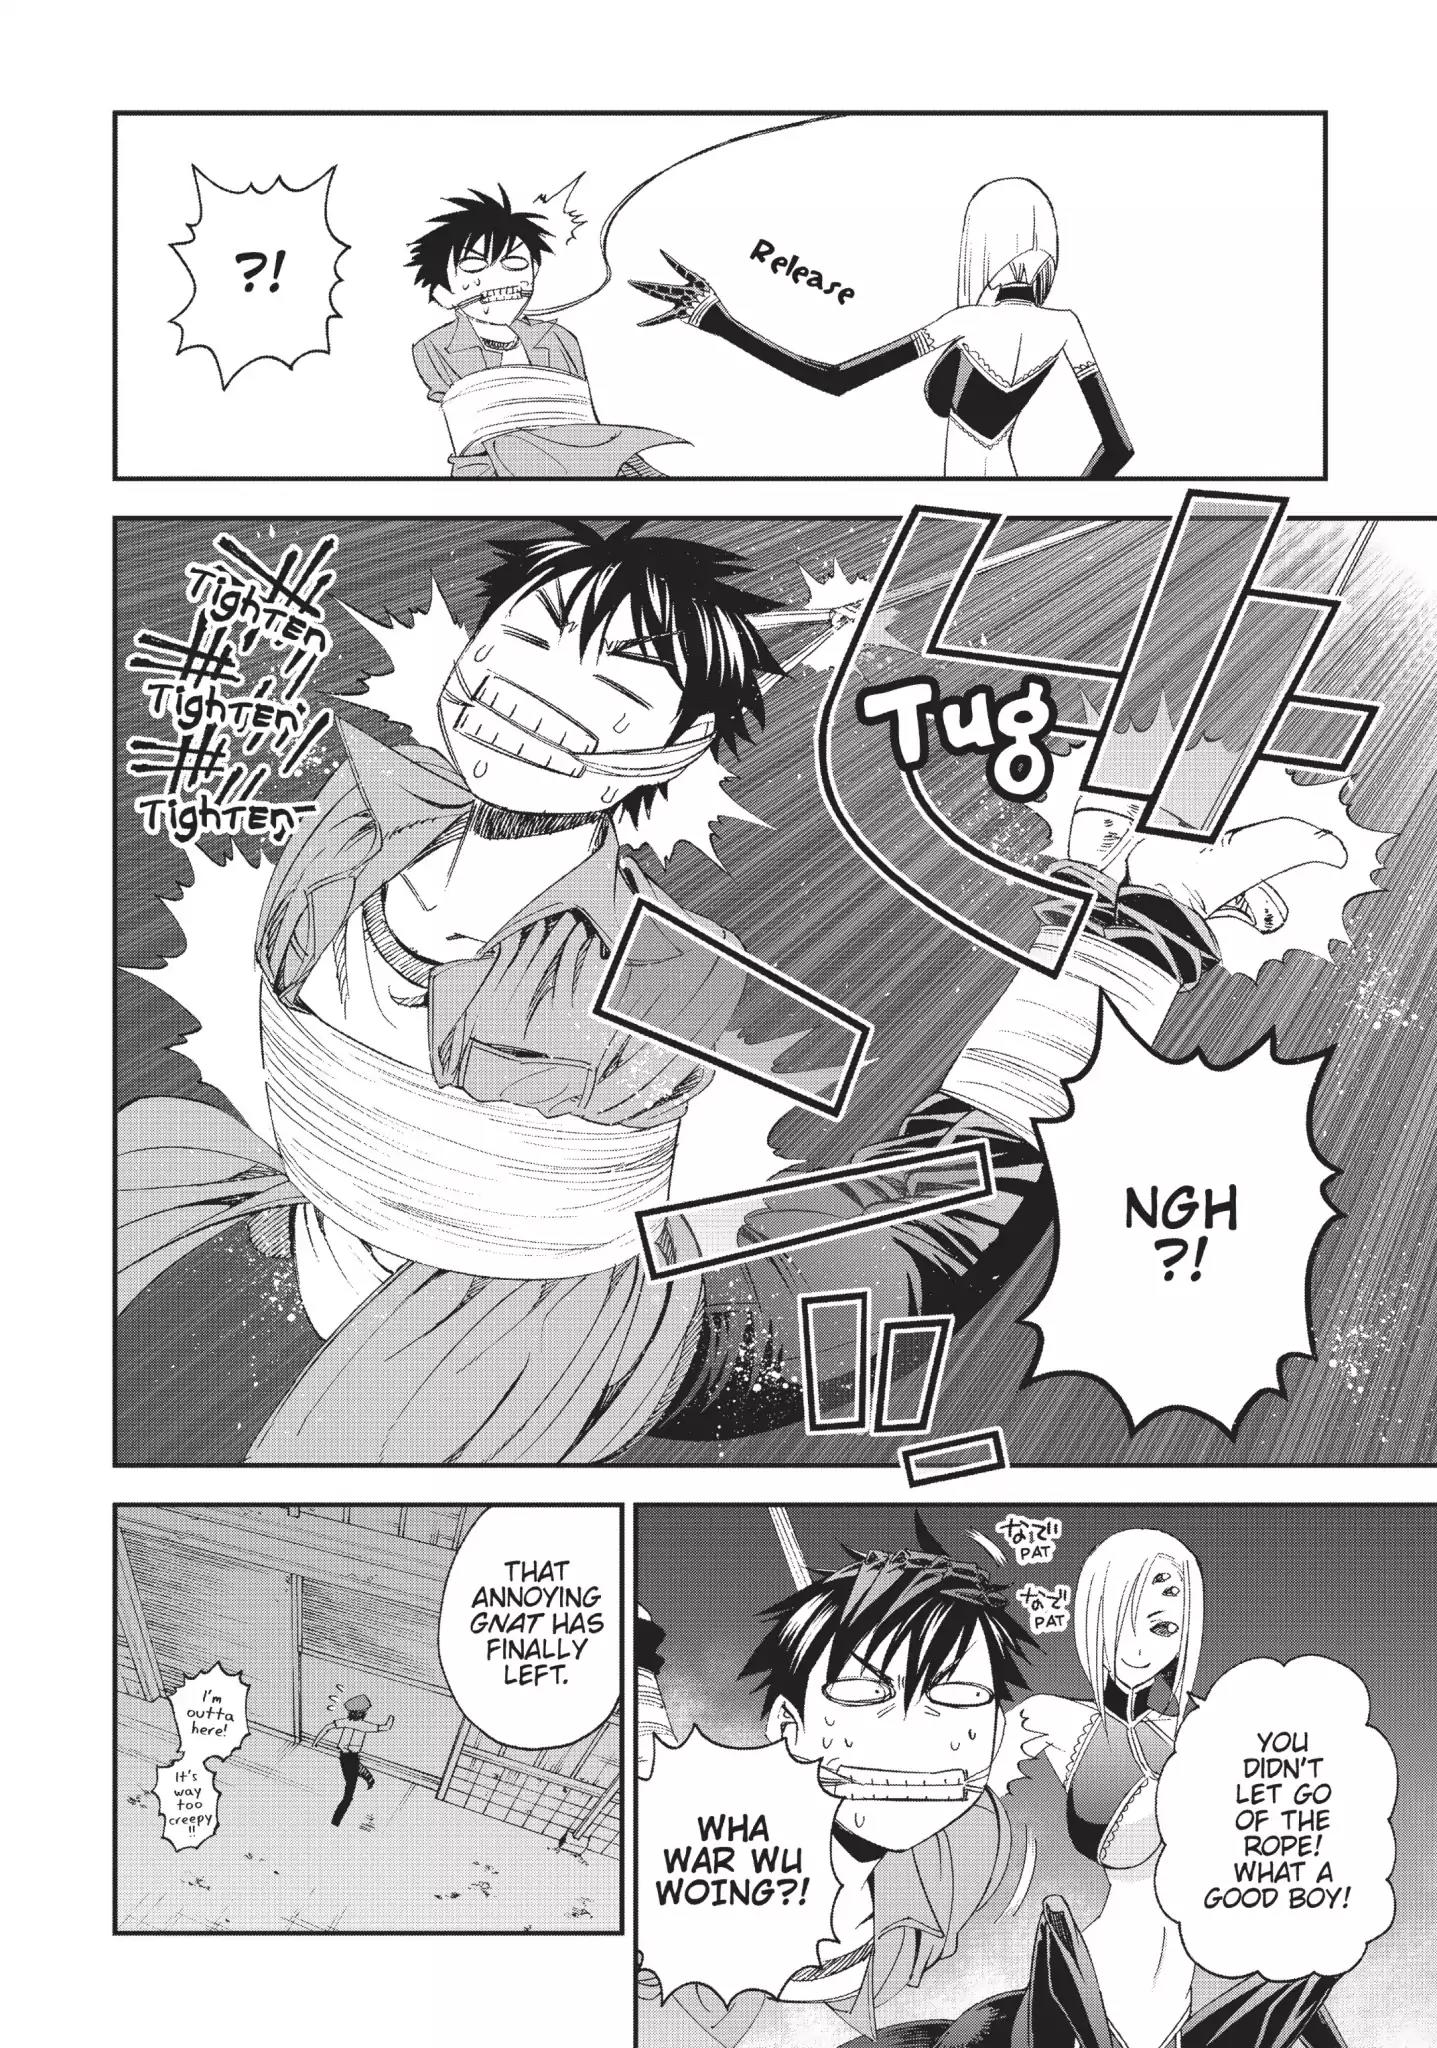 Release
?!
Tug
Tighten
Tighten
Tighten
NGH
?!
なで
PAT
なで
PAT
YOU
DIDN'T
LET GO
OF THE
ROPE!
WHAT A
GOOD BOY!
WHA
WAR WU
WOING?!
THAT
ANNOYING
GNAT HAS
FINALLY
LEFT.
I'm
outta
here!
It's
way
too
creepy
!!